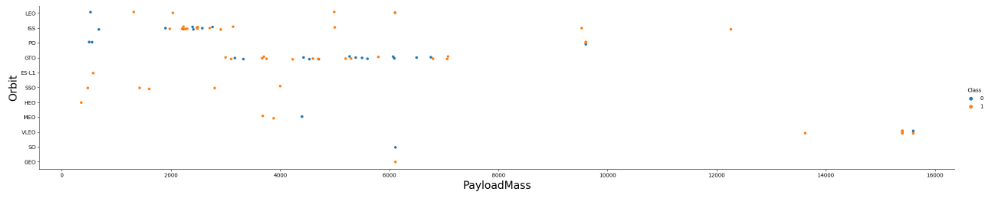 LEO
ISS
PO
GTO
ES-L1
SSO
HEO
MEO
VLEO
SO
GEO
Orbit
0
2000
4000
6000
8000
10000
12000
14000
16000
PayloadMass
Class
0
1